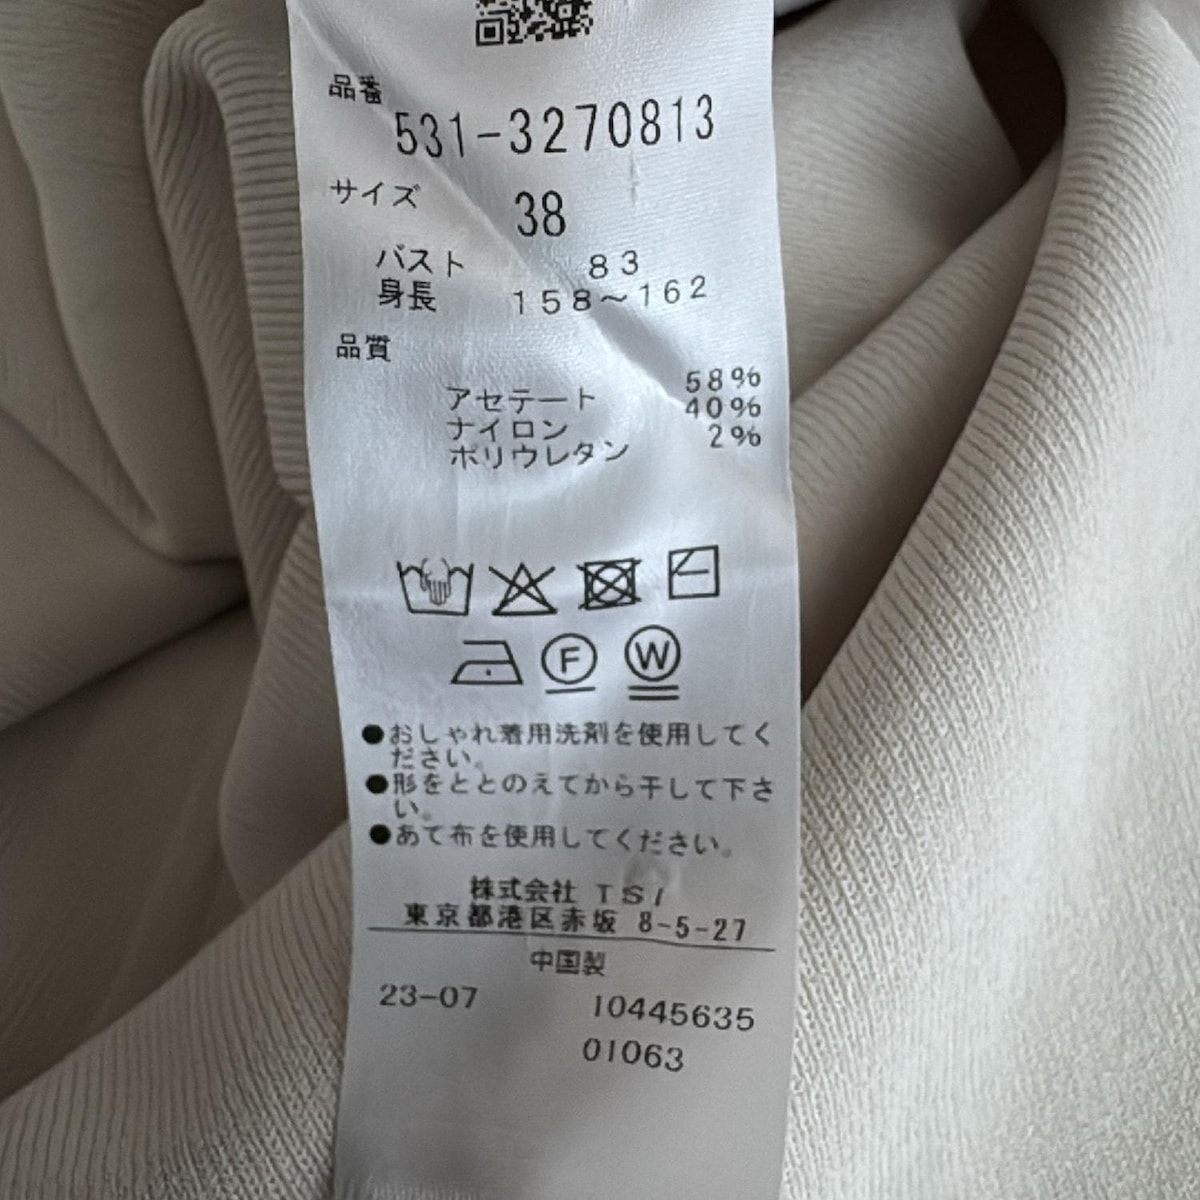 品番
531-3270813
サイズ 38
バスト 83
身長 158〜162
品質
アセテート 58%
ナイロン 40%
ポリウレタン 2%
F W
●おしゃれ着用洗剤を使用してく
ださい。
●形をととのえてから干して下さ
い。
●あて布を使用してください。
株式会社 TSI
東京都港区赤坂 8-5-27
中国製
23-07 10445635
01063